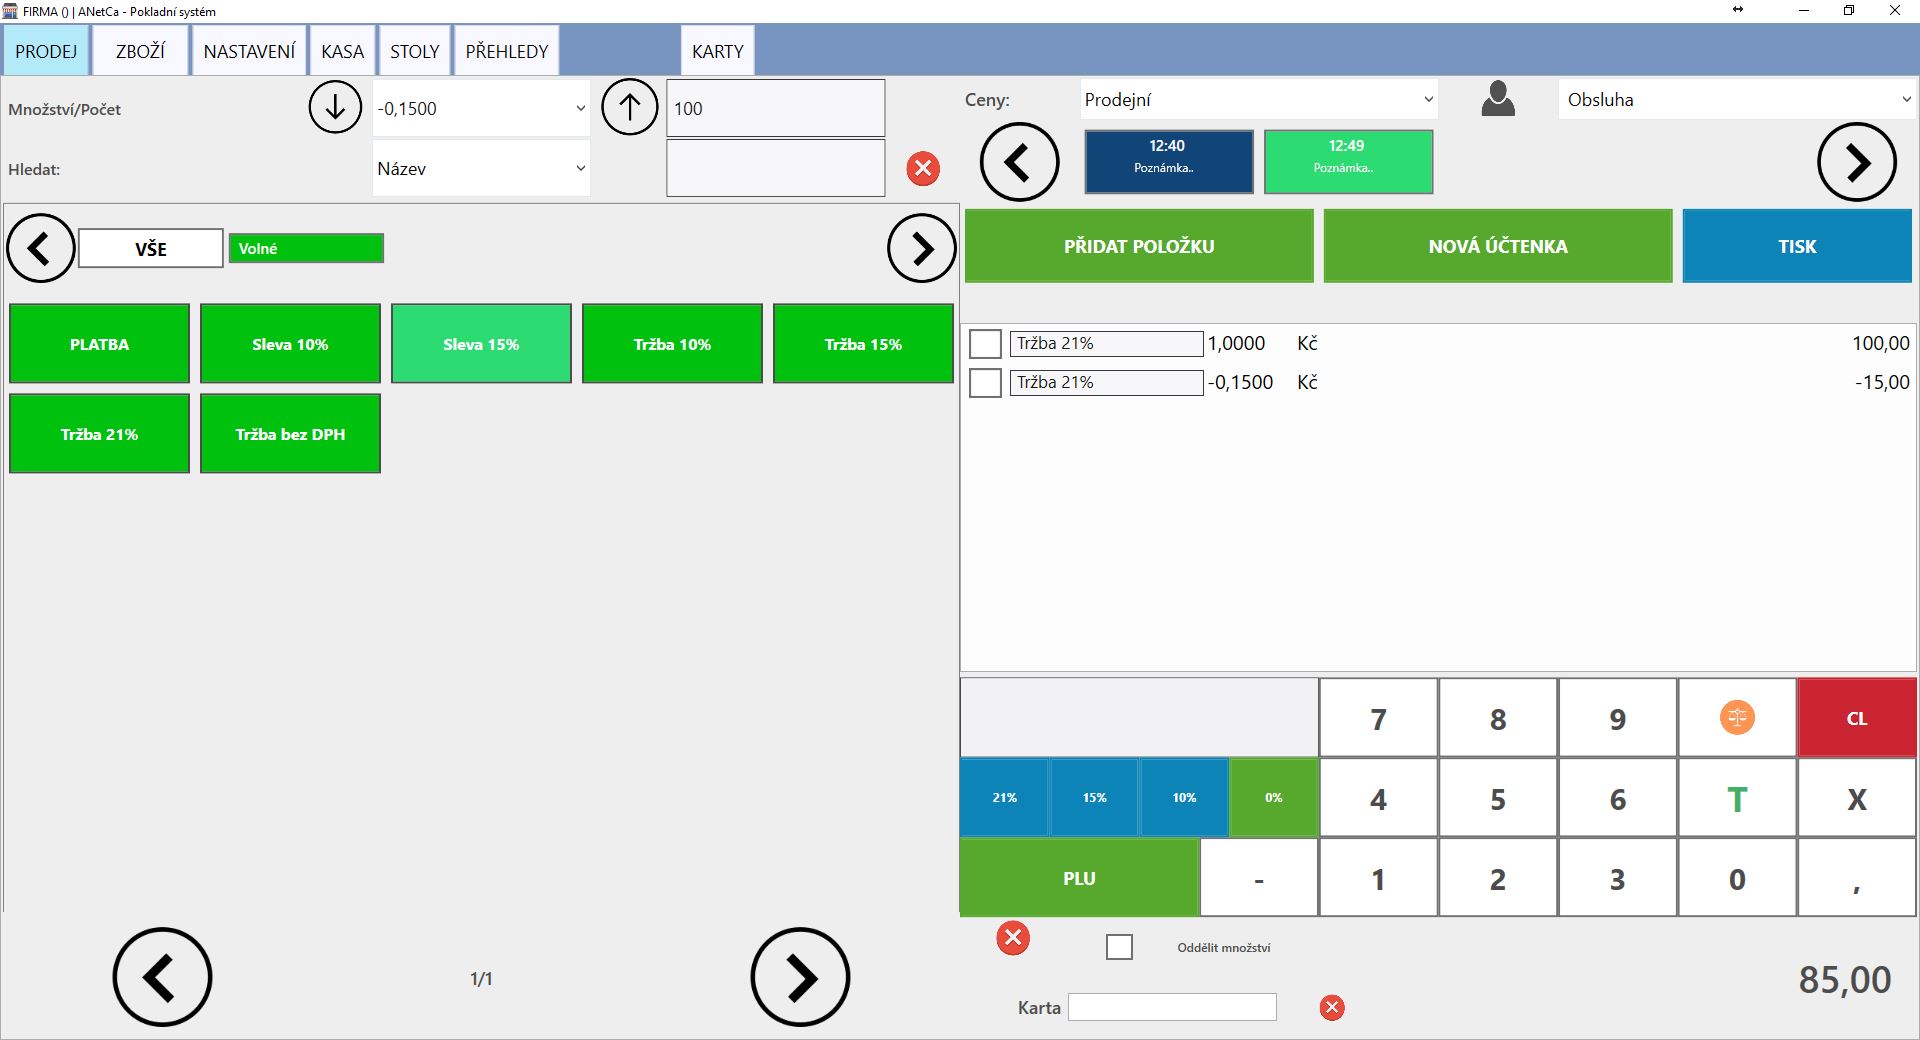 FIRMA () | ANetCa - Pokladní systém
PRODEJ ZBOŽÍ NASTAVENÍ KASA STOLY PŘEHLEDY KARTY
Množství/Počet -0,1500 100
Hledat: Název
Ceny: Prodejní Obsluha
12:40
Poznámka..
12:49
Poznámka..
VŠE Volné
PŘIDAT POLOŽKU NOVÁ ÚČTENKA TISK
PLATBA Sleva 10% Sleva 15% Tržba 10% Tržba 15%
Tržba 21% Tržba bez DPH
Tržba 21% 1,0000 Kč 100,00
Tržba 21% -0,1500 Kč -15,00
7 8 9 CL
21% 15% 10% 0% 4 5 6 T X
PLU - 1 2 3 0 ,
Oddělit množství
1/1
85,00
Karta